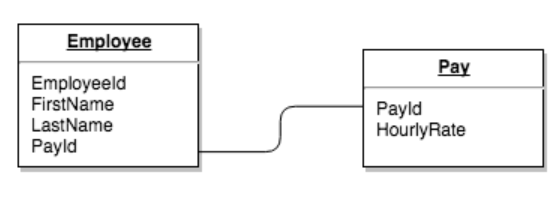 Employee
EmployeeId
FirstName
LastName
PayId
Pay
PayId
HourlyRate